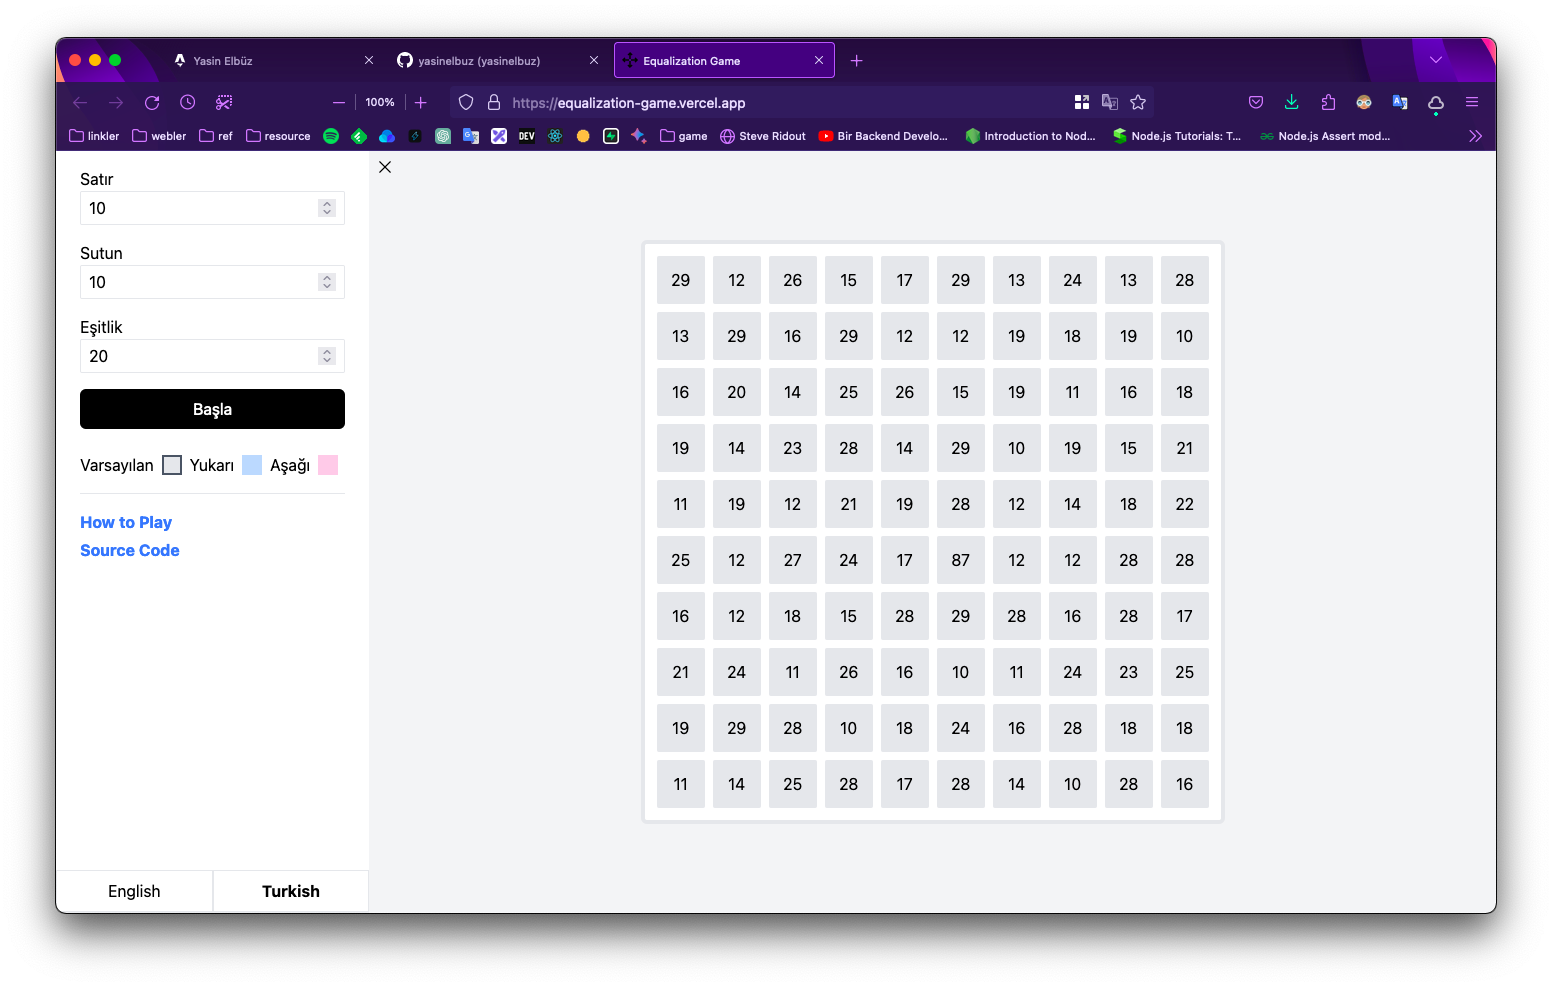 Yasin Elbüz
yasinelbuz (yasinelbuz)
Equalization Game
100%
https://equalization-game.vercel.app
linkler
webler
ref
resource
DEV
game
Steve Ridout
Bir Backend Develo...
Introduction to Nod...
Node.js Tutorials: T...
Node.js Assert mod...
Satır
10
Sutun
10
Eşitlik
20
Başla
Varsayılan Yukarı Aşağı
How to Play
Source Code
English Turkish
29 12 26 15 17 29 13 24 13 28
13 29 16 29 12 12 19 18 19 10
16 20 14 25 26 15 19 11 16 18
19 14 23 28 14 29 10 19 15 21
11 19 12 21 19 28 12 14 18 22
25 12 27 24 17 87 12 12 28 28
16 12 18 15 28 29 28 16 28 17
21 24 11 26 16 10 11 24 23 25
19 29 28 10 18 24 16 28 18 18
11 14 25 28 17 28 14 10 28 16